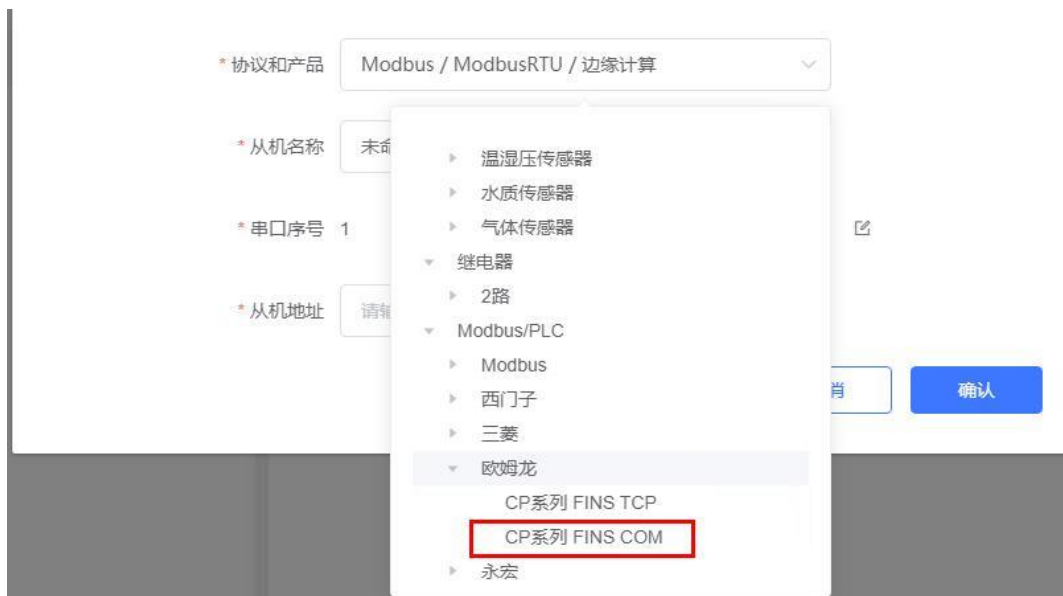 * 协议和产品 Modbus / ModbusRTU / 边缘计算
* 从机名称 未
温湿压传感器
水质传感器
* 串口序号 1
气体传感器
继电器
2路
* 从机地址 请
Modbus/PLC
Modbus
西门子
确认
三菱
欧姆龙
CP系列 FINS TCP
CP系列 FINS COM
永宏